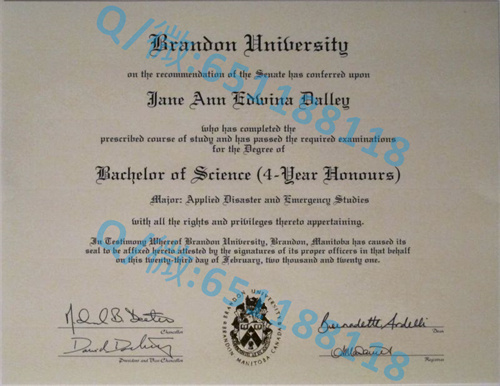 Brandon University
on the recommendation of the Senate has conferred upon
Jane Ann Edwina Dalley
who has completed the
prescribed course of study and has passed the required examinations
for the Degree of
Bachelor of Science (4-Year Honours)
Major: Applied Disaster and Emergency Studies
with all the rights and privileges thereto appertaining.
In Testimony Whereof Brandon University, Brandon, Manitoba has caused its
seal to be affixed hereto attested by the signatures of its proper officers in that behalf
on this twenty-third day of February, two thousand and twenty one.
Chancellor
Dean
President and Vice-Chancellor
Registrar
BRANDON UNIVERSITY
BRANDON MANITOBA CANADA
Q/微:651188118
Q/微:651188118